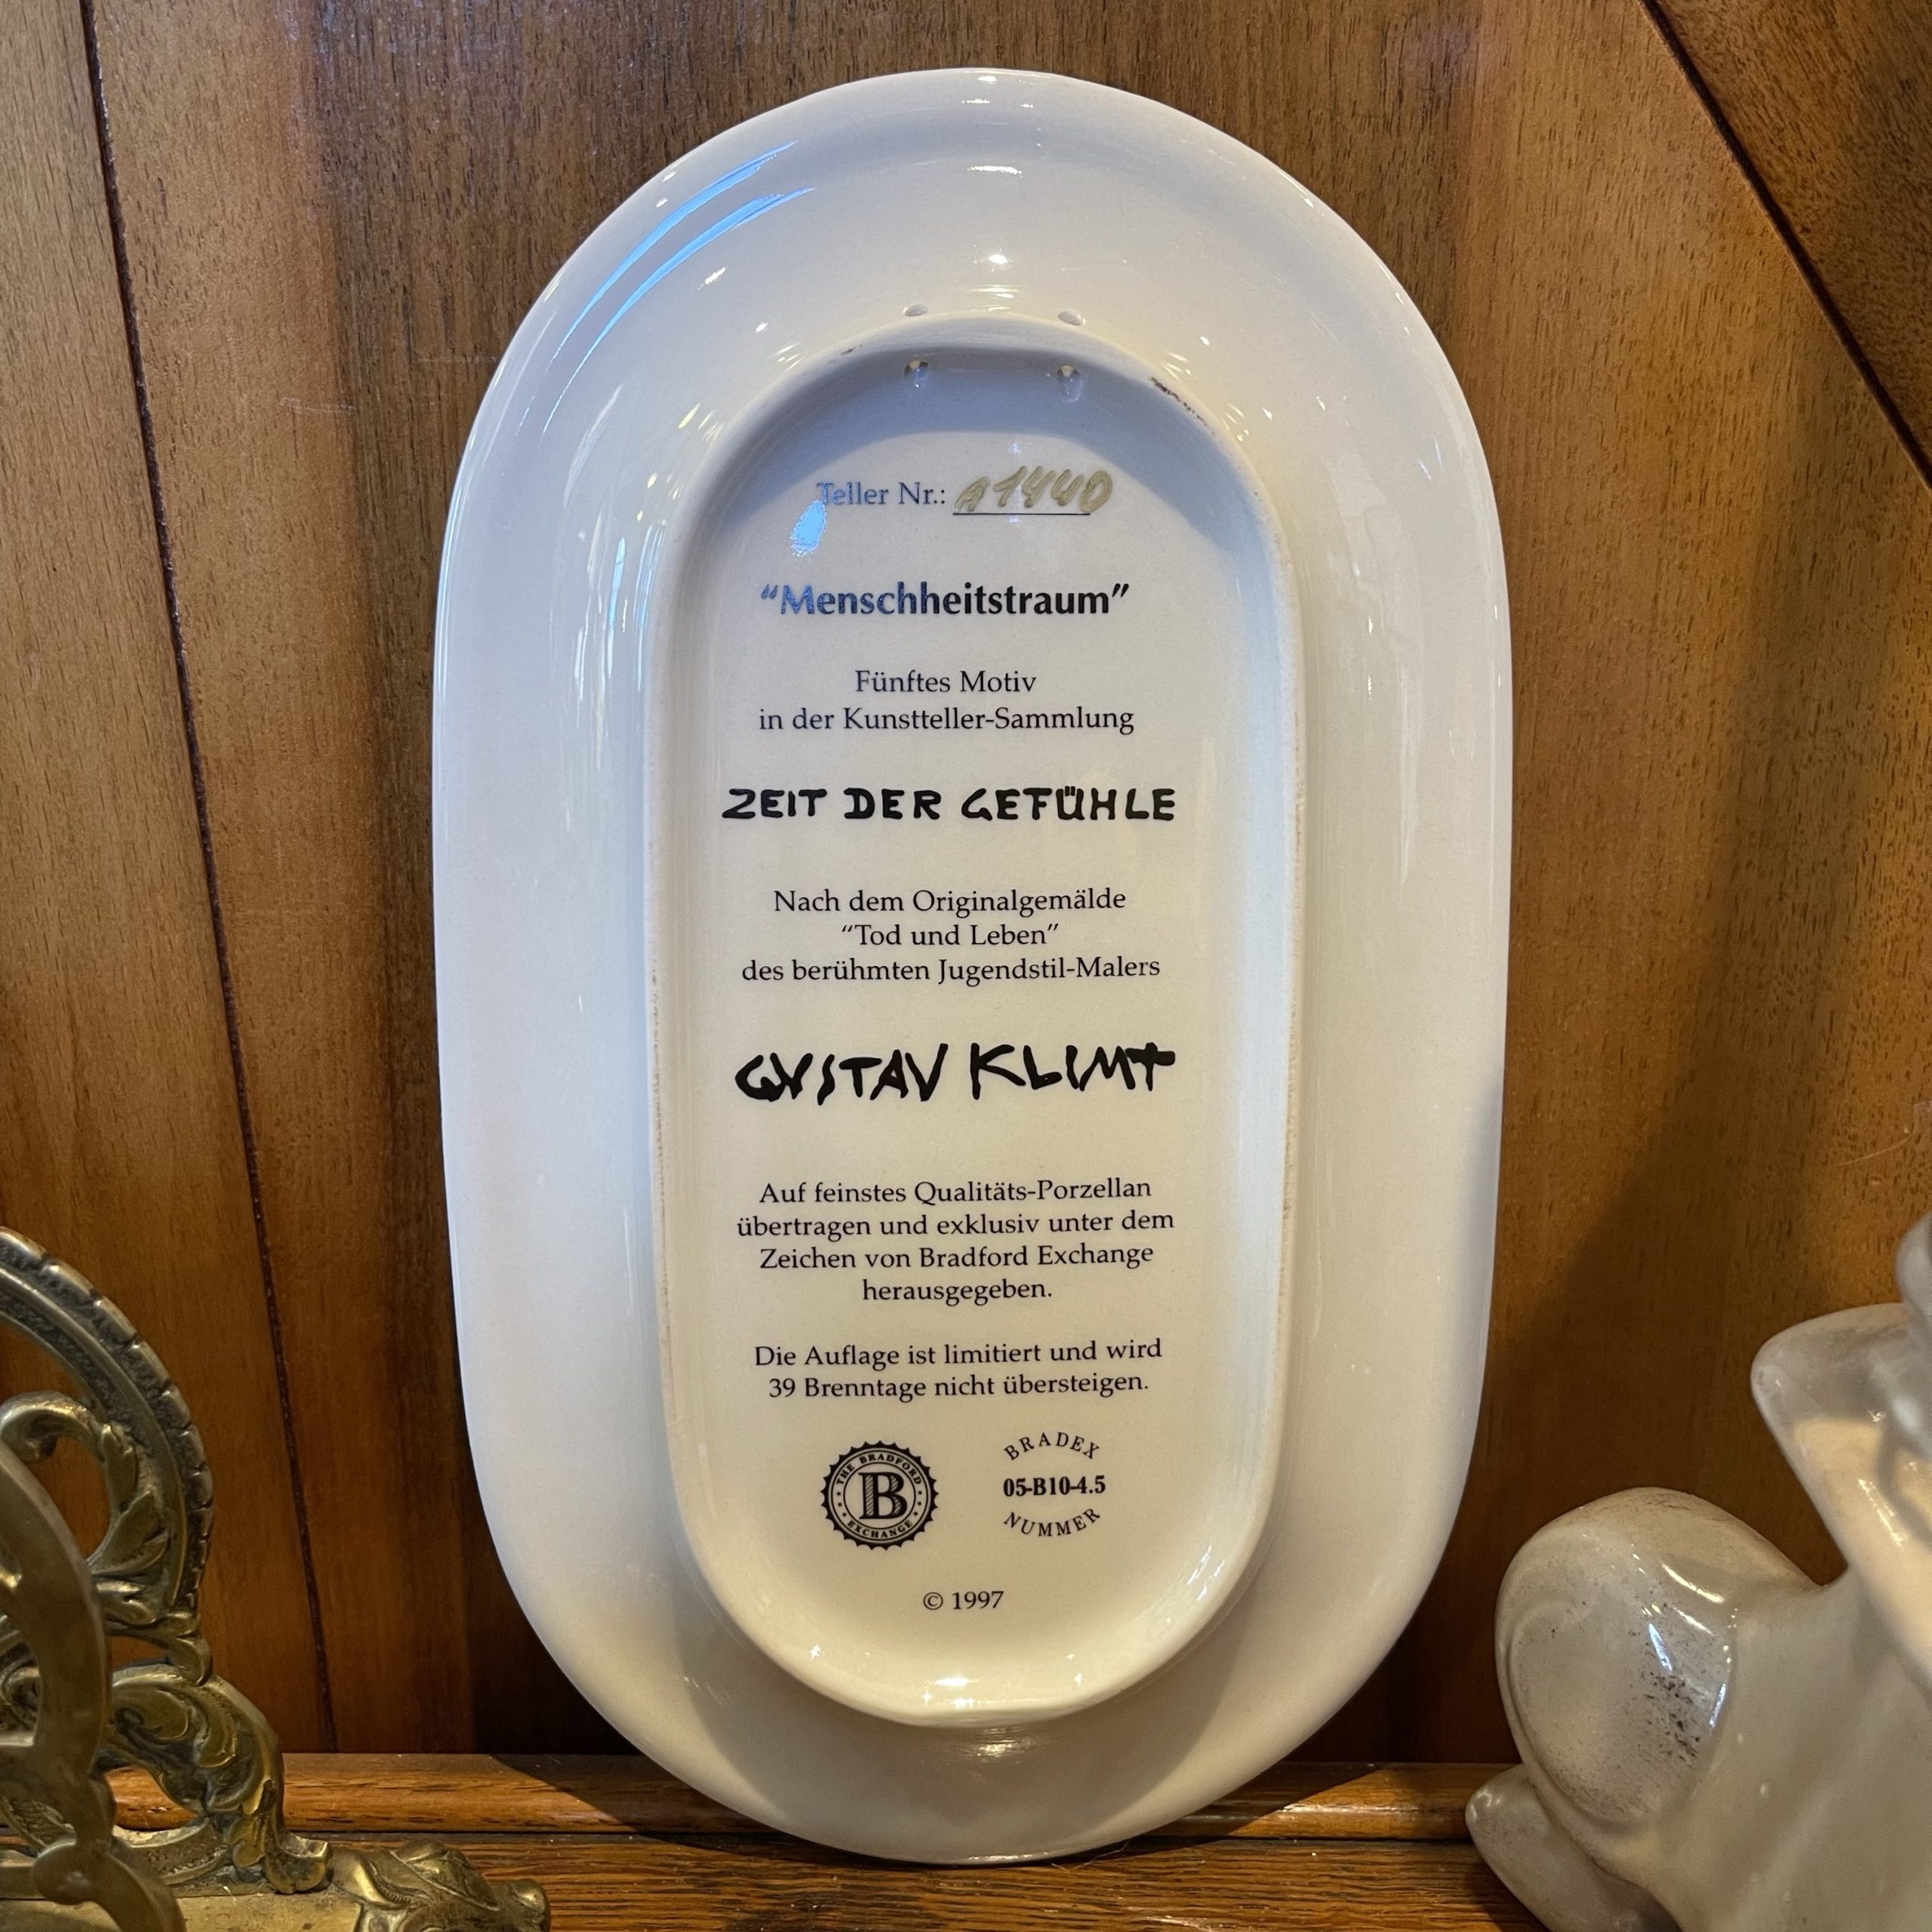 Teller Nr.: A1440
“Menschheitstraum”
Fünftes Motiv
in der Kunstteller-Sammlung
ZEIT DER GEFÜHLE
Nach dem Originalgemälde
“Tod und Leben”
des berühmten Jugendstil-Malers
GUSTAV KLIMT
Auf feinstes Qualitäts-Porzellan
übertragen und exklusiv unter dem
Zeichen von Bradford Exchange
herausgegeben.
Die Auflage ist limitiert und wird
39 Brenntage nicht übersteigen.
THE BRADFORD
B
EXCHANGE
BRADEX
05-B10-4.5
NUMMER
© 1997